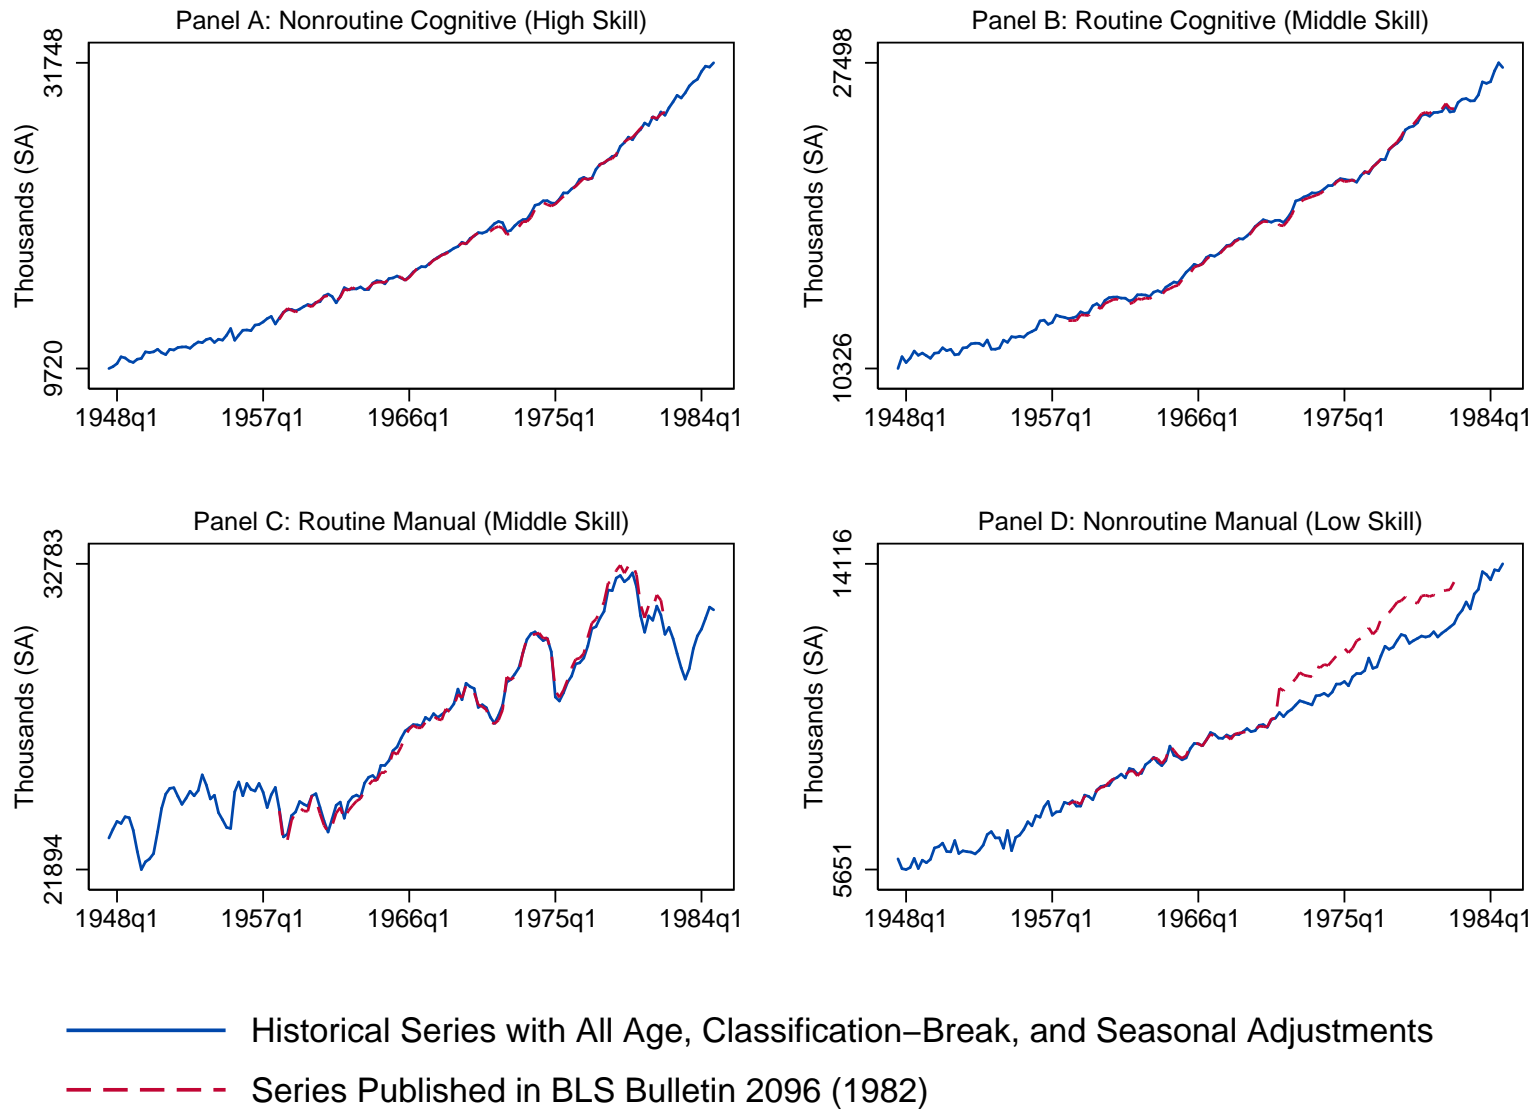 Panel A: Nonroutine Cognitive (High Skill)
Thousands (SA)
31748
9720
1948q1 1957q1 1966q1 1975q1 1984q1
Panel B: Routine Cognitive (Middle Skill)
Thousands (SA)
27498
10326
1948q1 1957q1 1966q1 1975q1 1984q1
Panel C: Routine Manual (Middle Skill)
Thousands (SA)
32783
21894
1948q1 1957q1 1966q1 1975q1 1984q1
Panel D: Nonroutine Manual (Low Skill)
Thousands (SA)
14116
5651
1948q1 1957q1 1966q1 1975q1 1984q1
Historical Series with All Age, Classification−Break, and Seasonal Adjustments
Series Published in BLS Bulletin 2096 (1982)